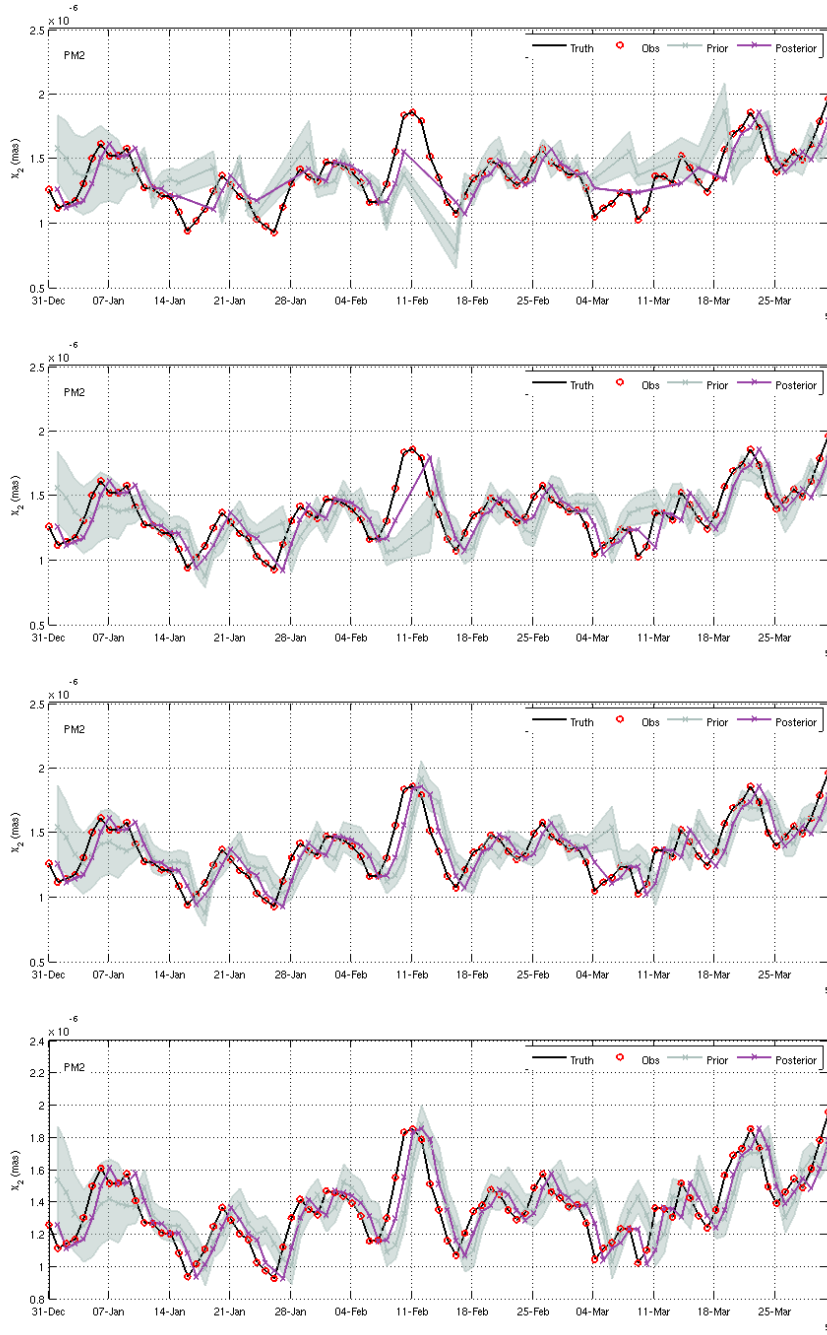 × 10 -6
2.5
PM2
Truth Obs Prior Posterior
2
χ2 (mas)
1.5
1
0.5
31-Dec 07-Jan 14-Jan 21-Jan 28-Jan 04-Feb 11-Feb 18-Feb 25-Feb 04-Mar 11-Mar 18-Mar 25-Mar
× 10 -6
2.5
PM2
Truth Obs Prior Posterior
2
χ2 (mas)
1.5
1
0.5
31-Dec 07-Jan 14-Jan 21-Jan 28-Jan 04-Feb 11-Feb 18-Feb 25-Feb 04-Mar 11-Mar 18-Mar 25-Mar
× 10 -6
2.5
PM2
Truth Obs Prior Posterior
2
χ2 (mas)
1.5
1
0.5
31-Dec 07-Jan 14-Jan 21-Jan 28-Jan 04-Feb 11-Feb 18-Feb 25-Feb 04-Mar 11-Mar 18-Mar 25-Mar
× 10 -6
2.4
PM2
Truth Obs Prior Posterior
2.2
2
1.8
χ2 (mas)
1.6
1.4
1.2
1
0.8
31-Dec 07-Jan 14-Jan 21-Jan 28-Jan 04-Feb 11-Feb 18-Feb 25-Feb 04-Mar 11-Mar 18-Mar 25-Mar